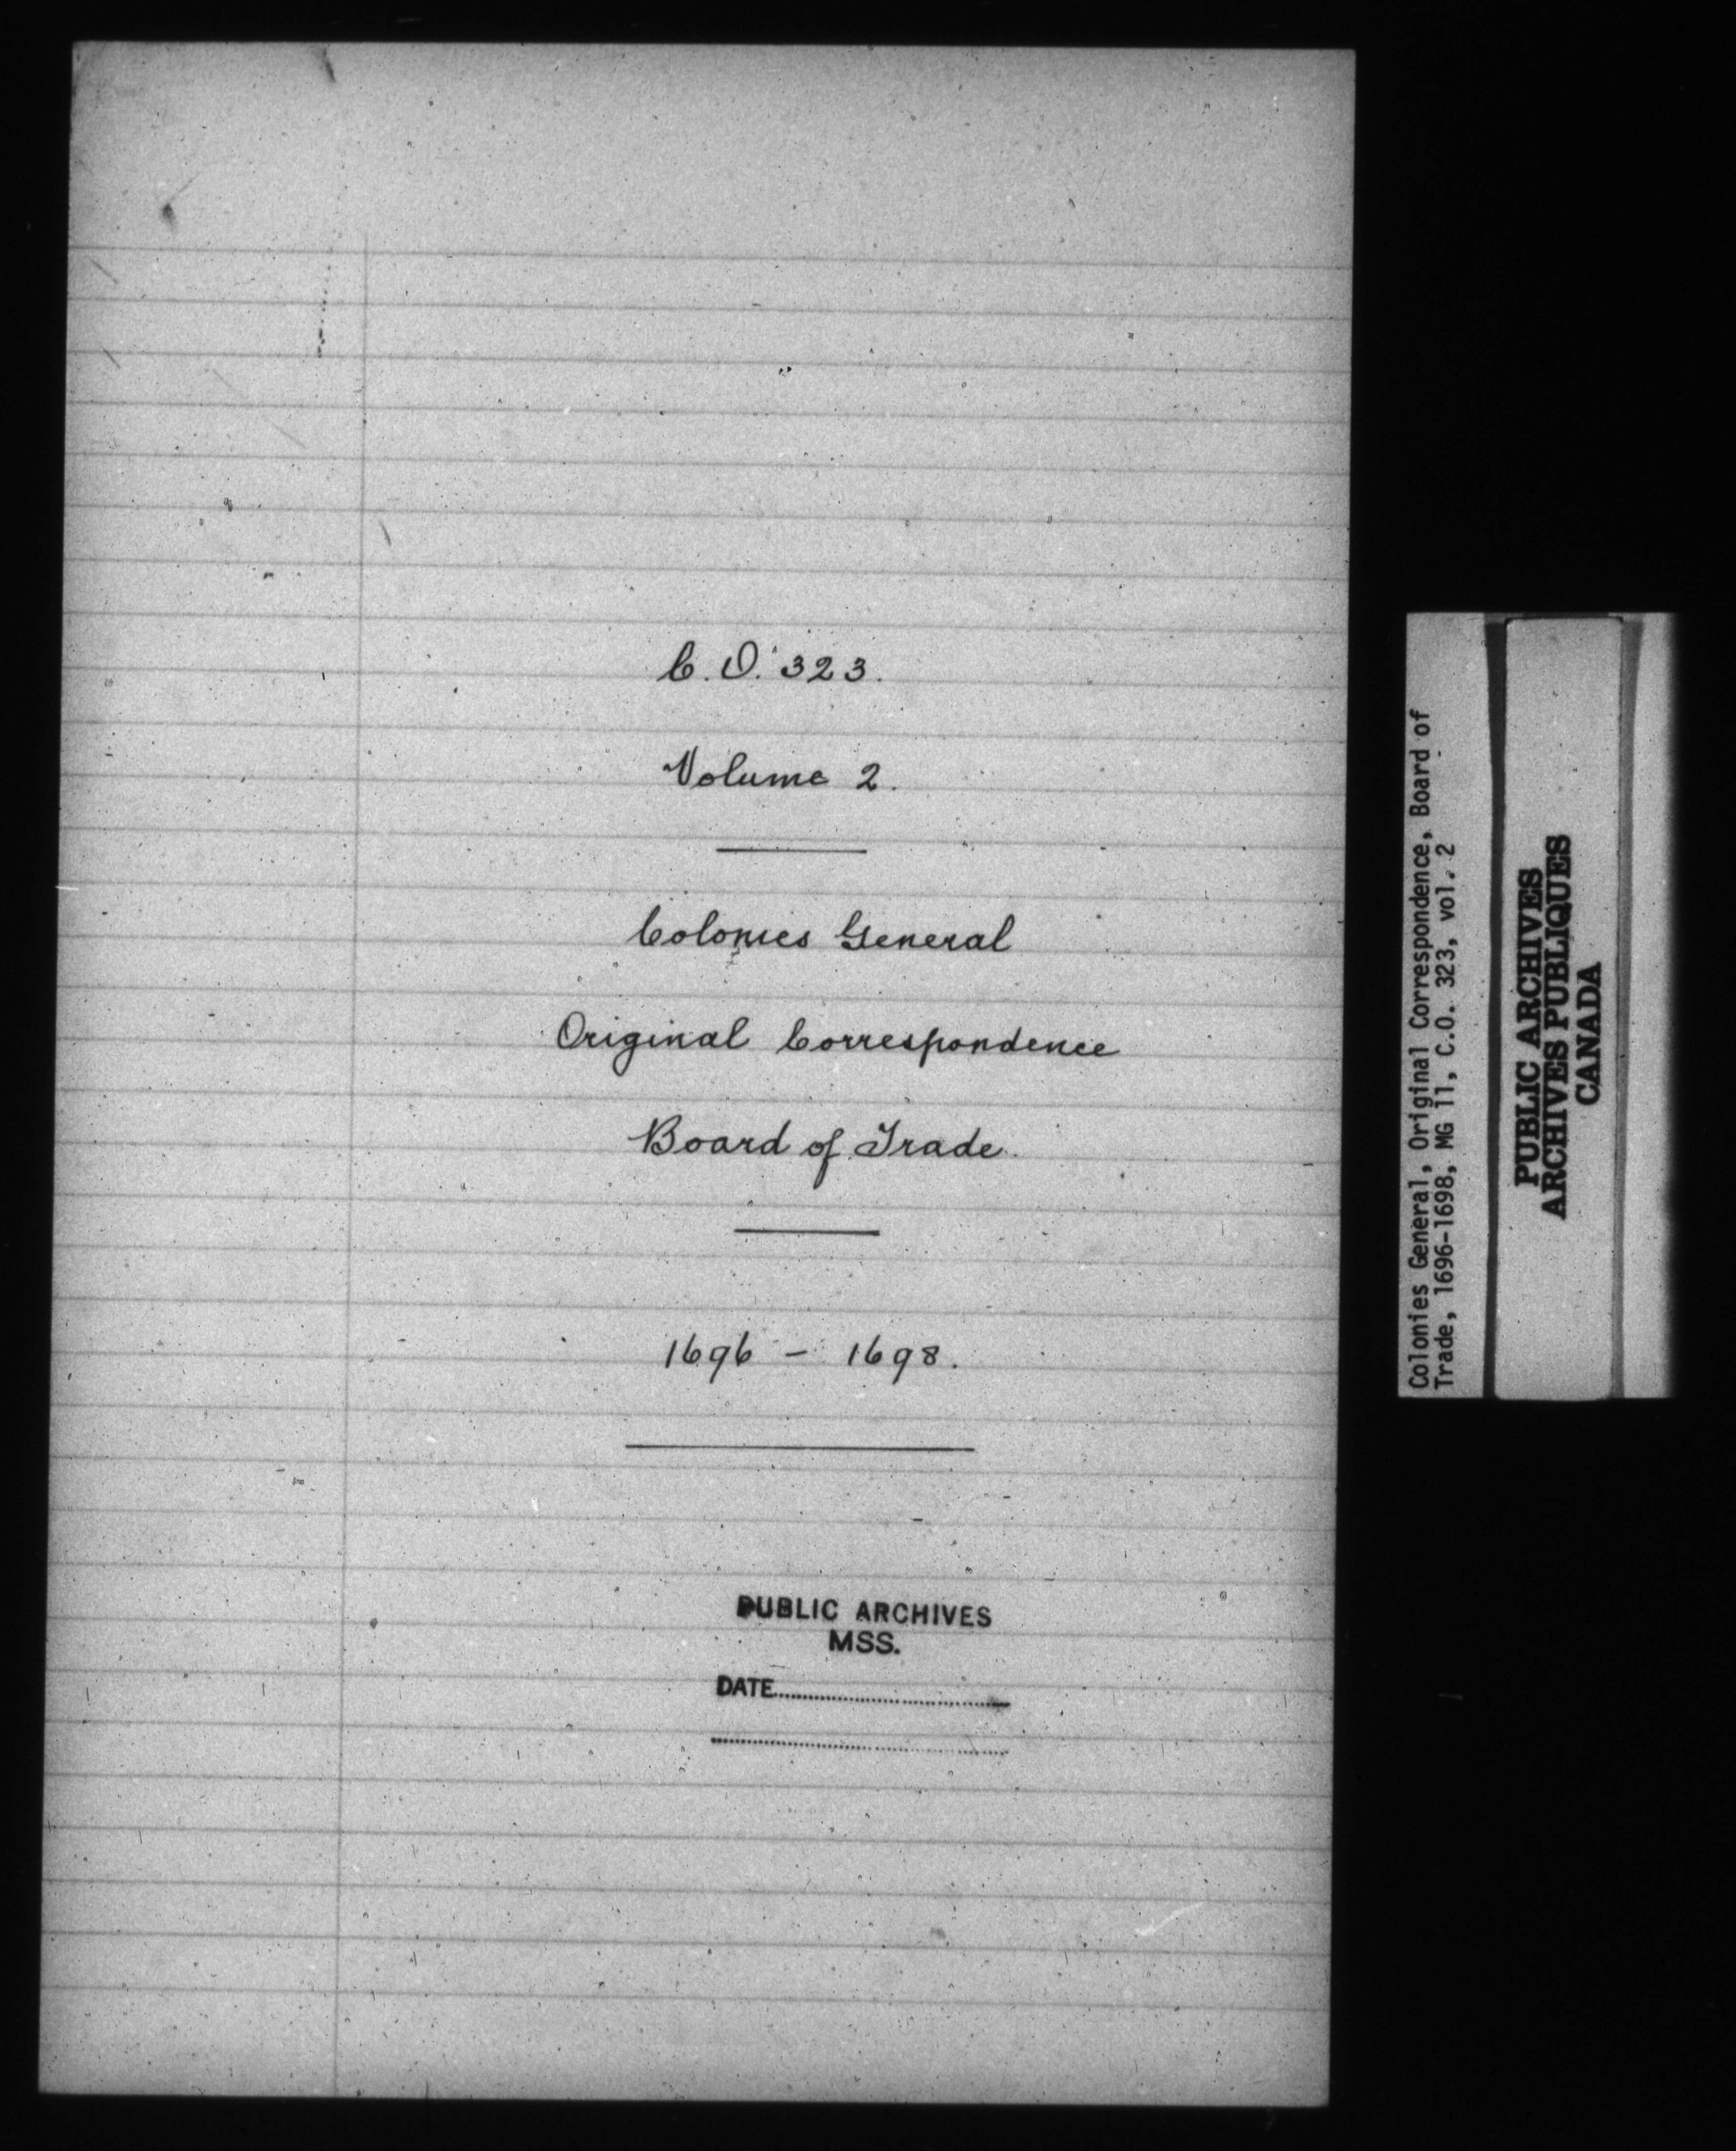 C.O. 323.
Volume 2.
Colonies General
Original Correspondence
Board of Trade.
1696 - 1698.
PUBLIC ARCHIVES
MSS.
DATE
Colonies General, Original Correspondence, Board of
Trade, 1696-1698, MG 11, C.O. 323, vol. 2
PUBLIC ARCHIVES
ARCHIVES PUBLIQUES
CANADA